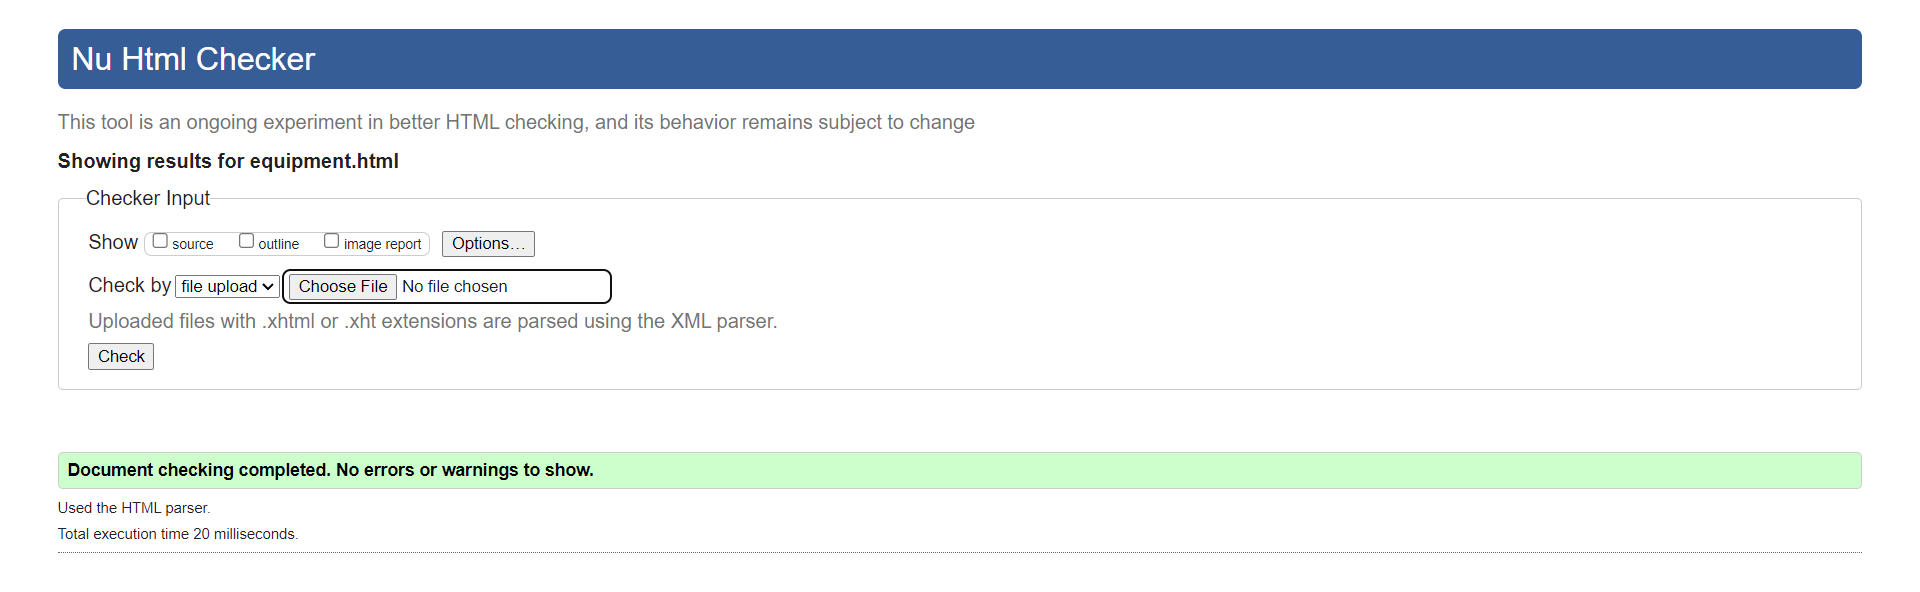 Nu Html Checker
This tool is an ongoing experiment in better HTML checking, and its behavior remains subject to change
Showing results for equipment.html
Checker Input
Show source outline image report Options...
Check by file upload Choose File No file chosen
Uploaded files with .xhtml or .xht extensions are parsed using the XML parser.
Check
Document checking completed. No errors or warnings to show.
Used the HTML parser.
Total execution time 20 milliseconds.